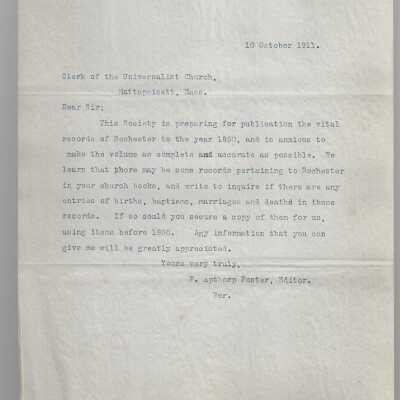 10 October 1911.
Clerk of the Universalist Church,
Mattapoisett, Mass.
Dear Sir;
This Society is preparing for publication the vital
records of Rochester to the year 1850, and is anxious to
make the volume as complete and accurate as possible. We
learn that there may be some records pertaining to Rochester
in your church books, and write to inquire if there are any
entries of births, baptisms, marriages and deaths in those
records. If so could you secure a copy of them for us,
using items before 1850. Any information that you can
give me will be greatly appreciated.
Yours very truly,
F. Apthorp Foster, Editor.
Per.